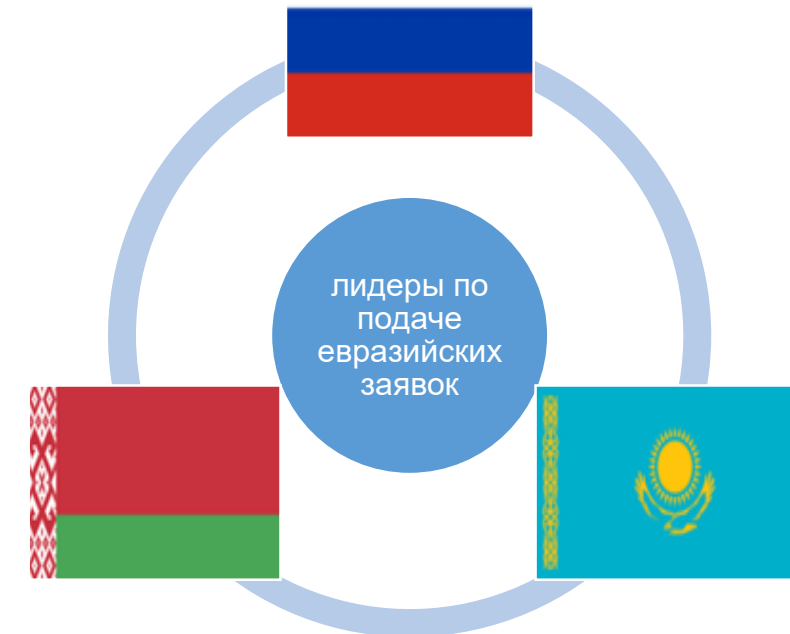 лидеры по
подаче
евразийских
заявок